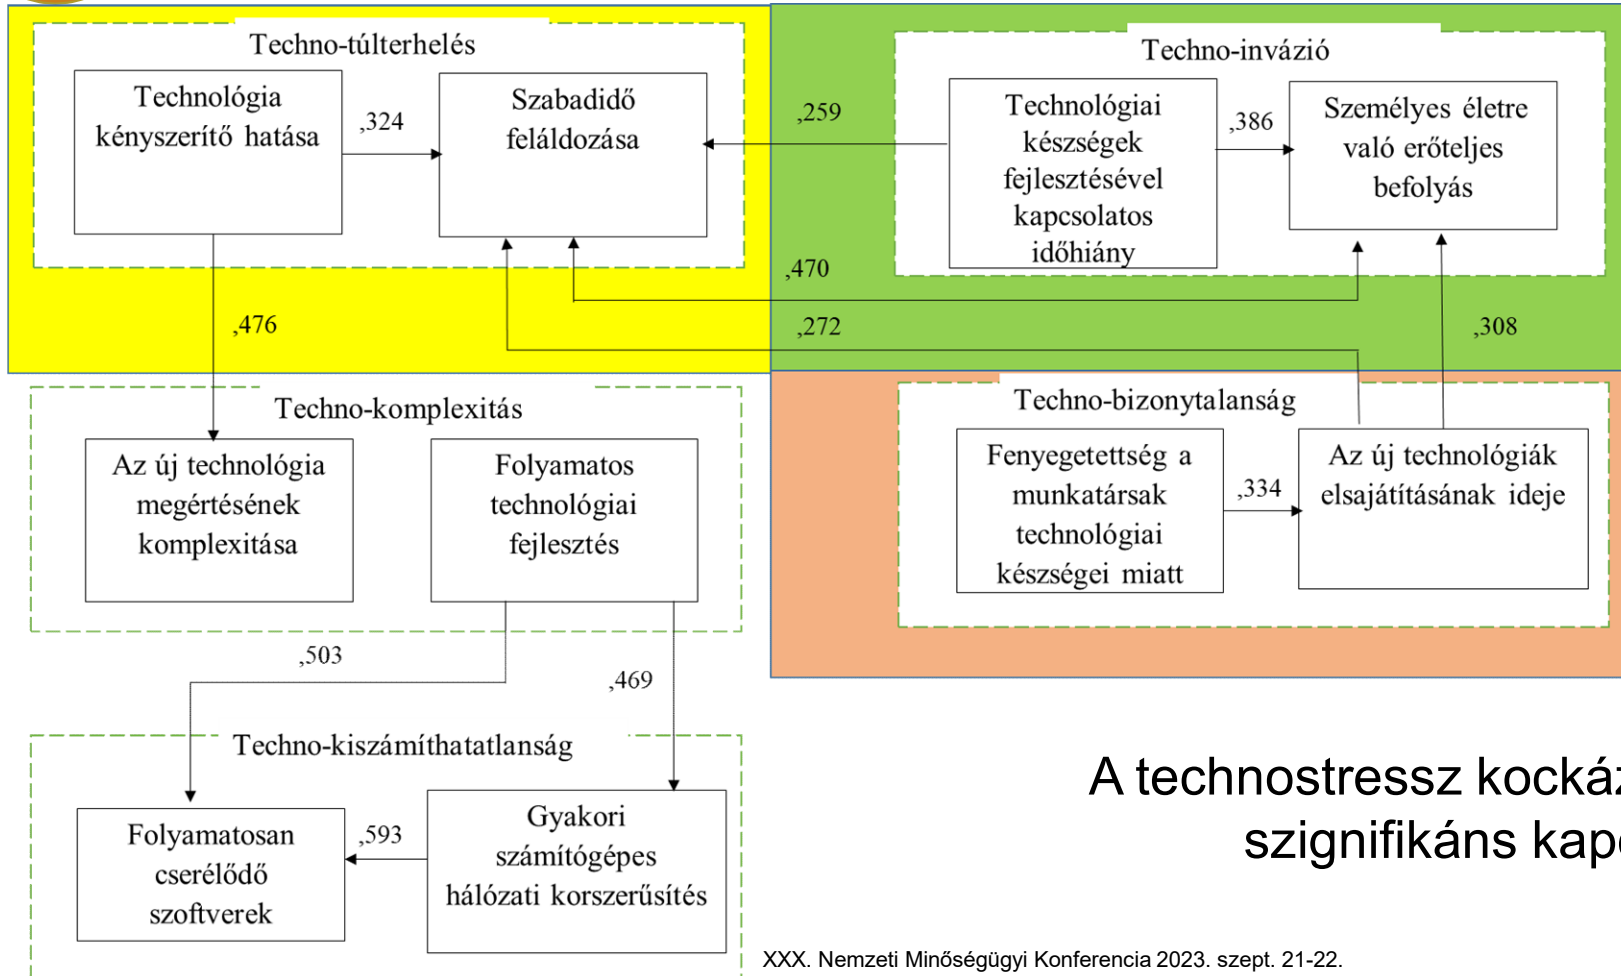 Techno-túlterhelés
Technológia
kényszerítő hatása
,324
Szabadidő
feláldozása
,259
Techno-invázió
Technológiai
készségek
fejlesztésével
kapcsolatos
időhiány
,386
Személyes életre
való erőteljes
befolyás
,470
,476
,272
,308
Techno-komplexitás
Az új technológia
megértésének
komplexitása
Folyamatos
technológiai
fejlesztés
Techno-bizonytalanság
Fenyegetettség a
munkatársak
technológiai
készségei miatt
,334
Az új technológiák
elsajátításának ideje
,503
,469
Techno-kiszámíthatatlanság
Folyamatosan
cserélődő
szoftverek
,593
Gyakori
számítógépes
hálózati korszerűsítés
A technostressz
szignifikáns
XXX. Nemzeti Minőségügyi Konferencia 2023. szept. 21-22.